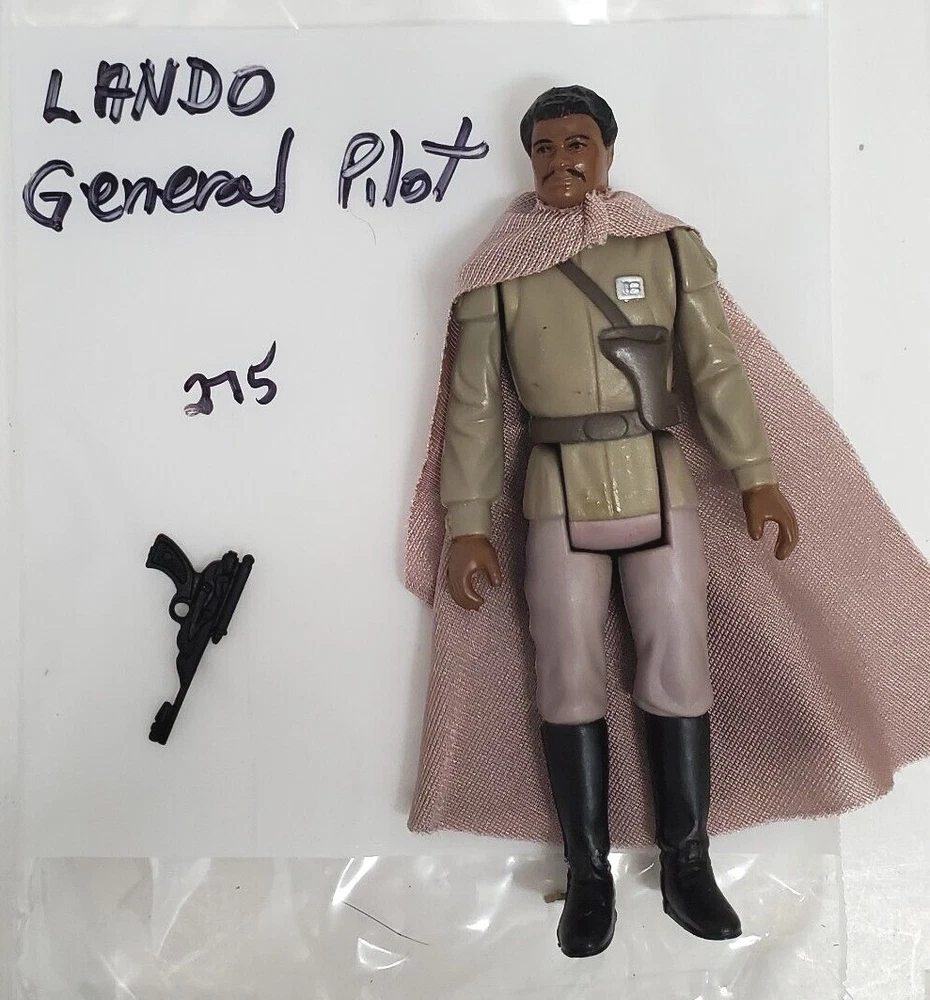 LANDO
General Pilot
275